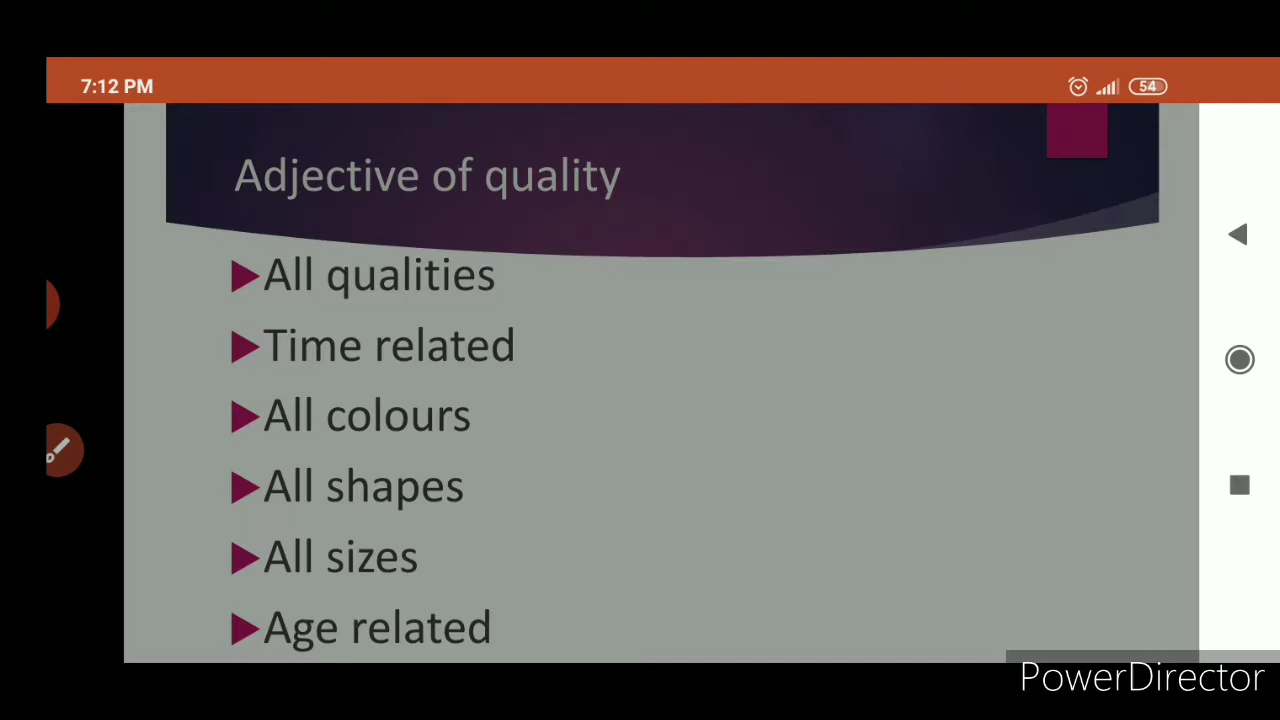 7:12 PM
54
Adjective of quality
All qualities
Time related
All colours
All shapes
All sizes
Age related
PowerDirector